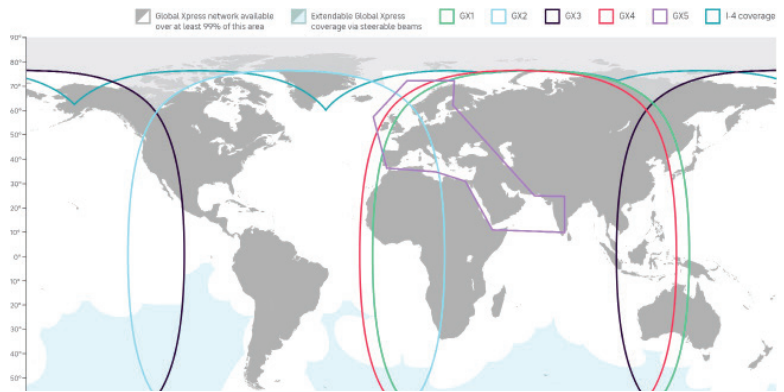 Global Xpress network available
over at least 99% of this area
Extendable Global Xpress
coverage via steerable beams
GX1
GX2
GX3
GX4
GX5
I-4 coverage
90°
80°
70°
60°
50°
40°
30°
20°
10°
0°
10°
20°
30°
40°
50°